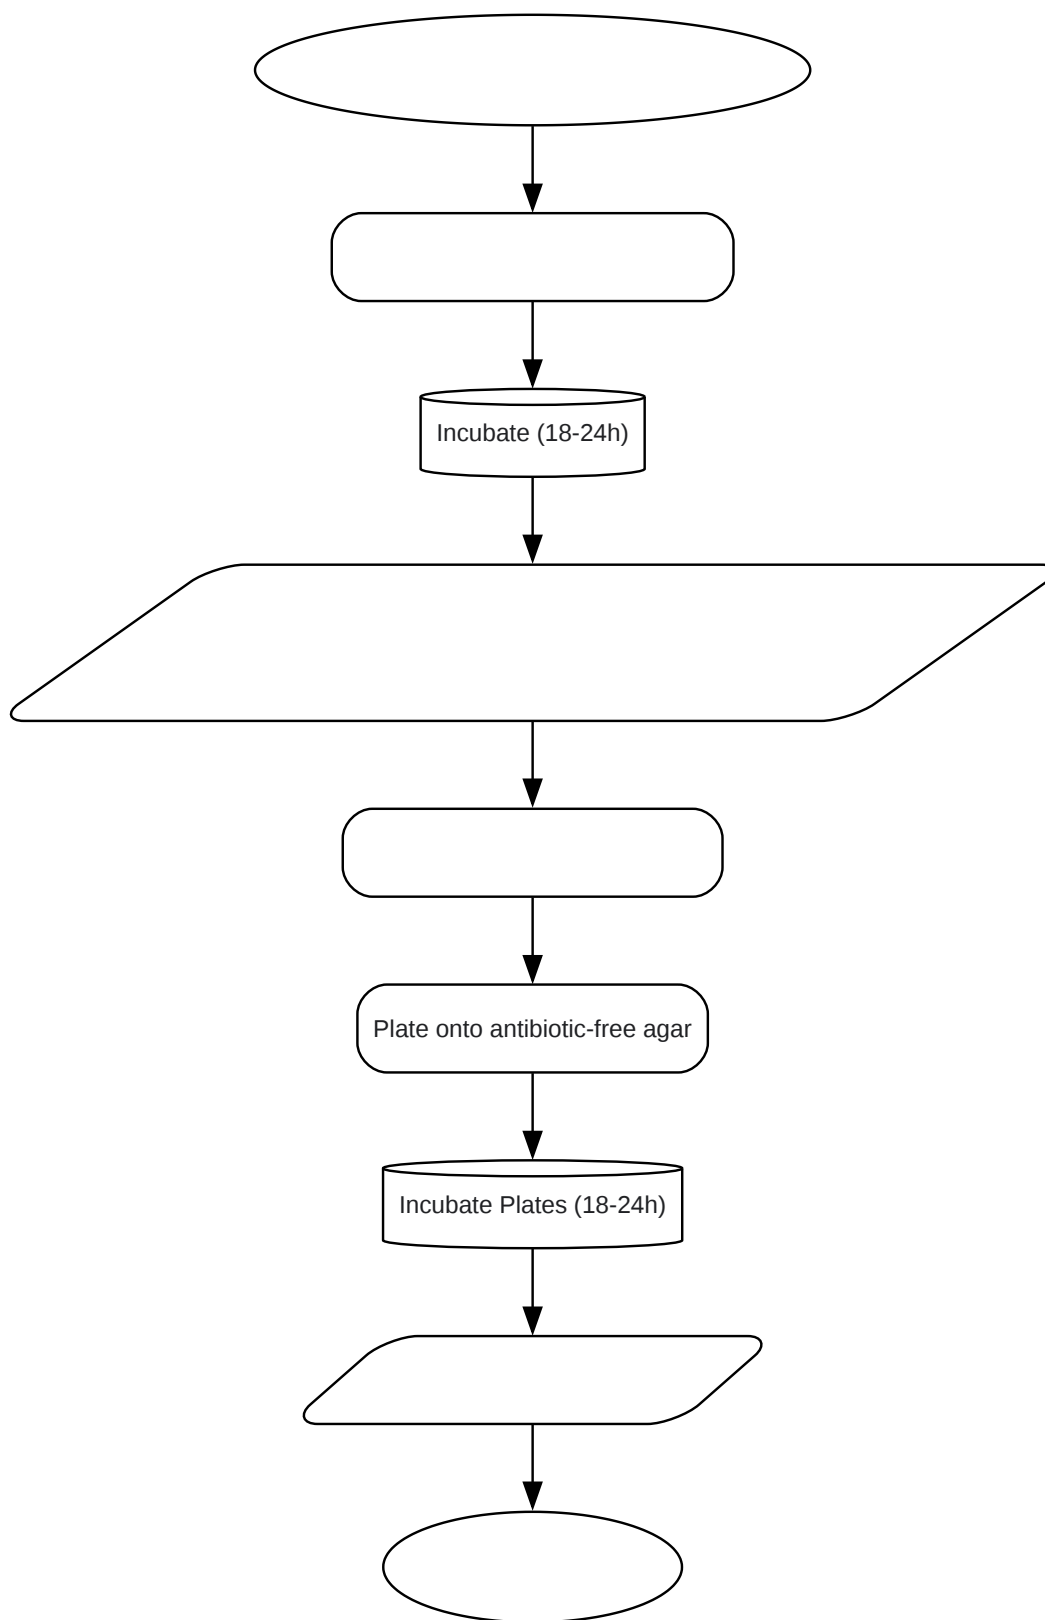 Incubate (18-24h)
Plate onto antibiotic-free agar
Incubate Plates (18-24h)